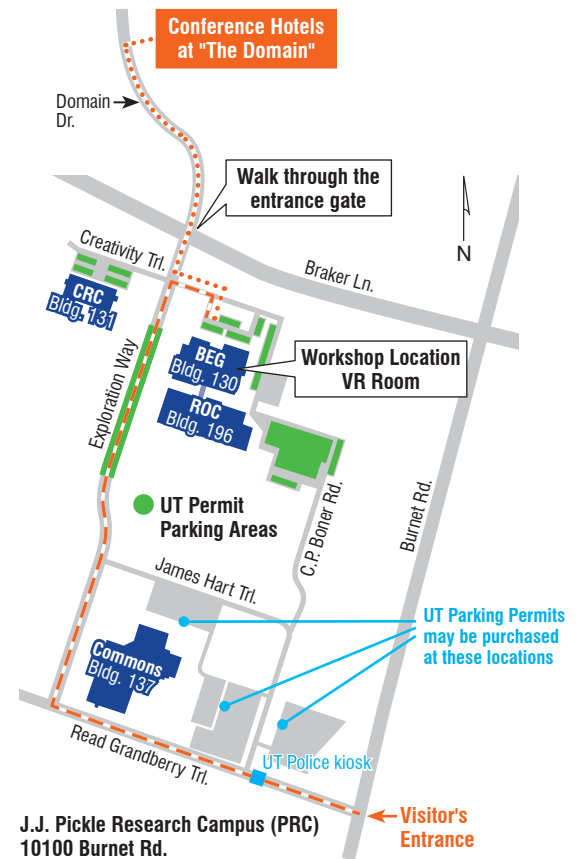 Conference Hotels
at "The Domain"
Domain
Dr.
Walk through the
entrance gate
N
Creativity Trl.
Braker Ln.
CRC
Bldg. 131
BEG
Bldg. 130
Workshop Location
VR Room
ROC
Bldg. 196
Exploration Way
UT Permit
Parking Areas
C.P. Boner Rd.
Burnet Rd.
James Hart Trl.
UT Parking Permits
may be purchased
at these locations
Commons
Bldg. 137
Read Grandberry Trl.
UT Police kiosk
Visitor's
Entrance
J.J. Pickle Research Campus (PRC)
10100 Burnet Rd.